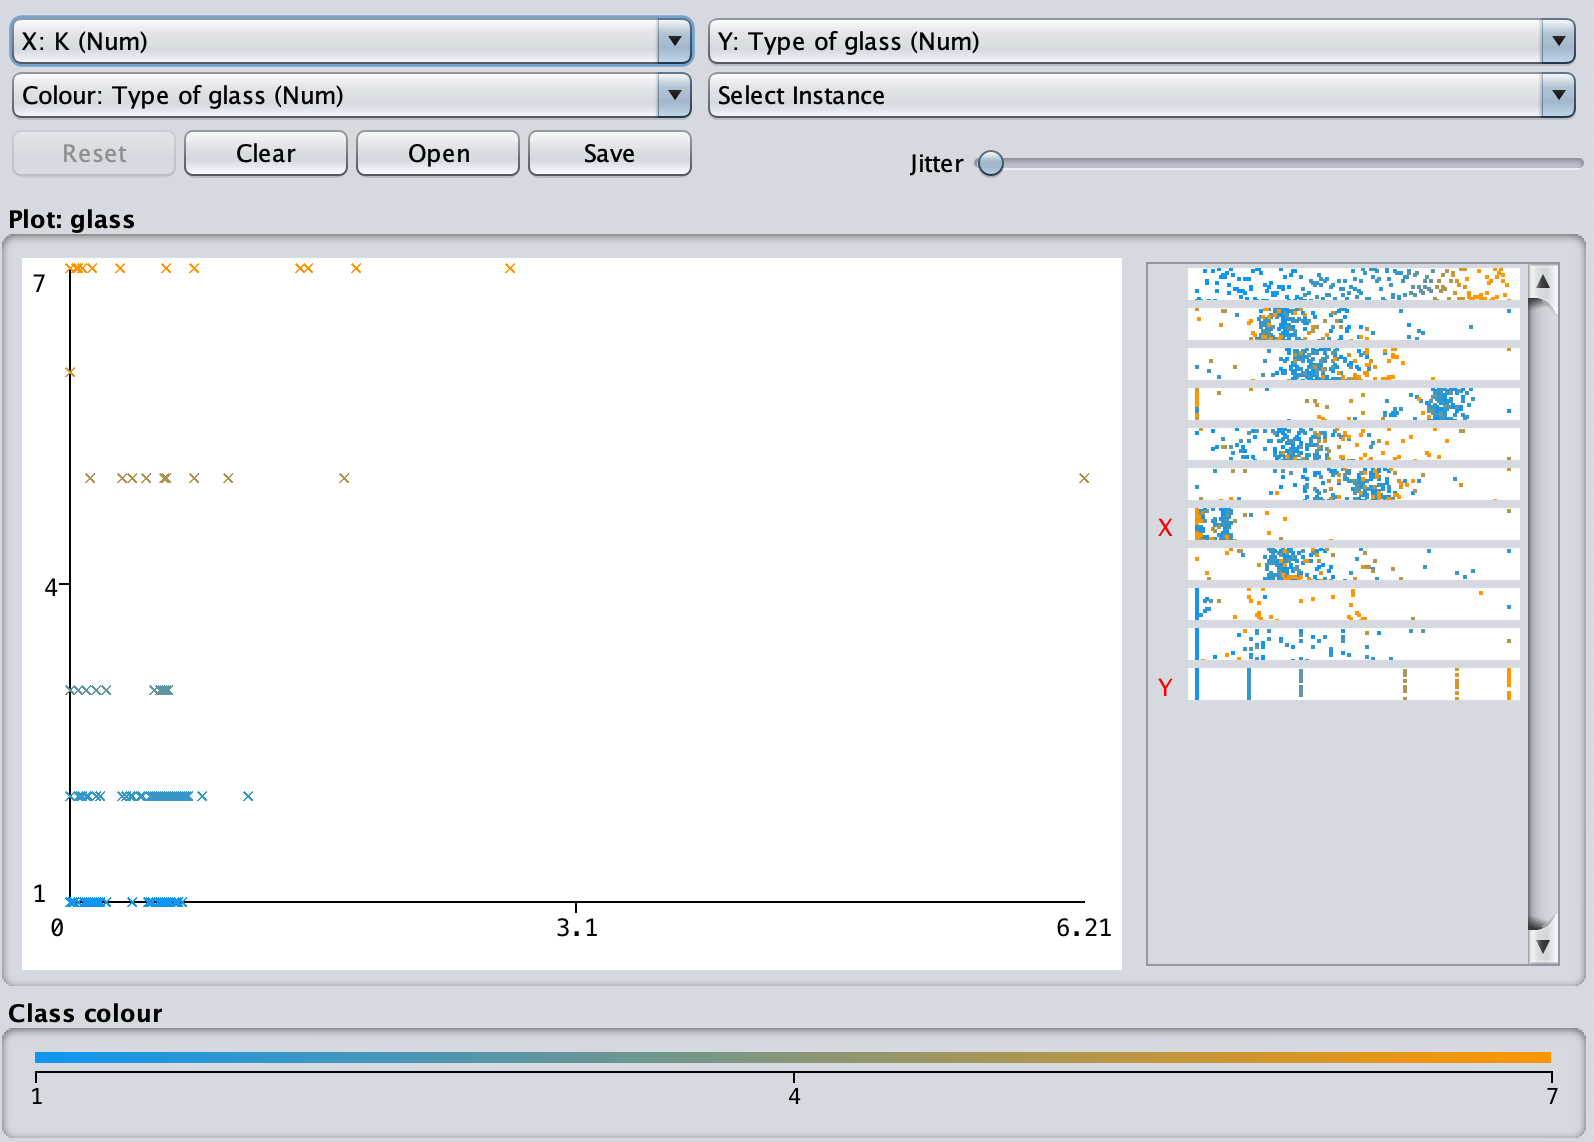 X: K (Num)
Y: Type of glass (Num)
Colour: Type of glass (Num)
Select Instance
Reset
Clear
Open
Save
Jitter
Plot: glass
7
4
1
0
3.1
6.21
X
Y
Class colour
1
4
7